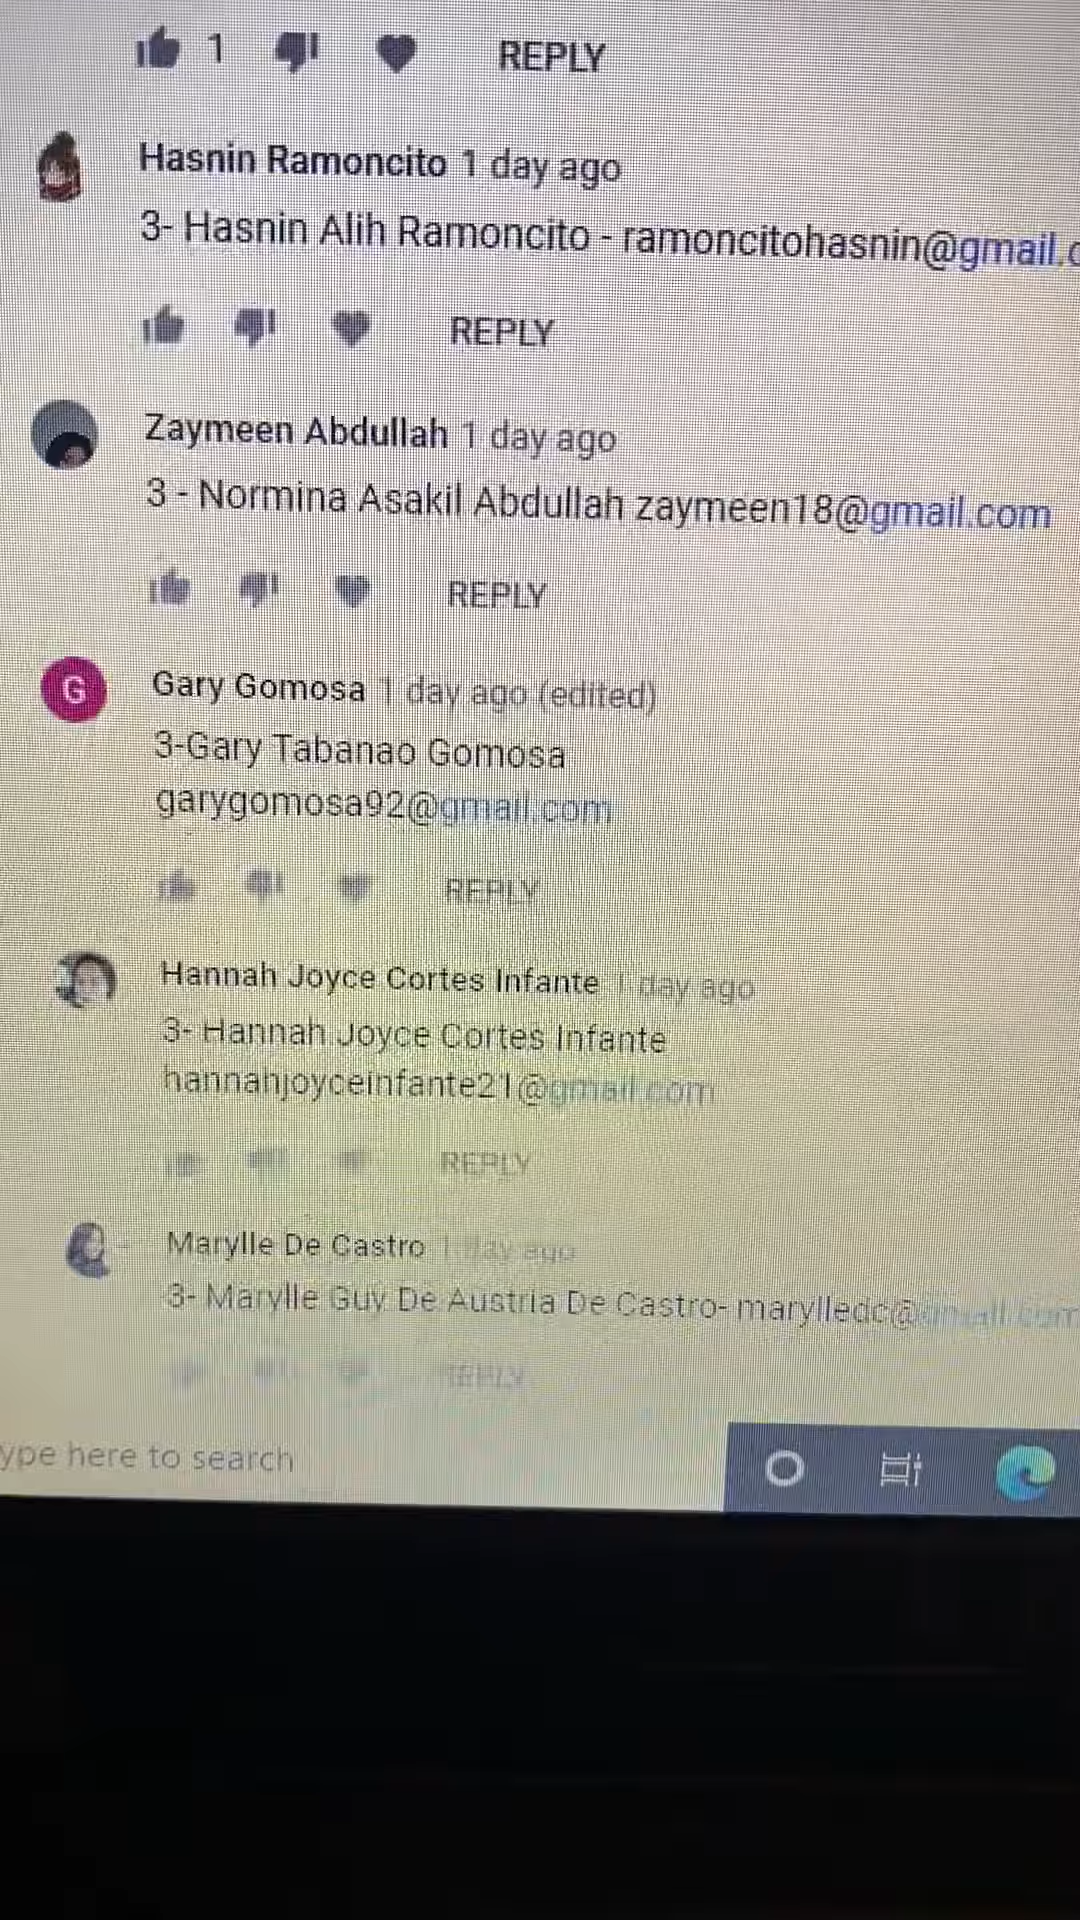 1 REPLY
Hasnin Ramoncito 1 day ago
3- Hasnin Alih Ramoncito - ramoncitohasnin@gmail.c
REPLY
Zaymeen Abdullah 1 day ago
3 - Normina Asakil Abdullah zaymeen18@gmail.com
REPLY
G
Gary Gomosa 1 day ago (edited)
3-Gary Tabanao Gomosa
garygomosa92@gmail.com
REPLY
Hannah Joyce Cortes Infante 1 day ago
3- Hannah Joyce Cortes Infante
hannahjoyceinfante21@gmail.com
REPLY
Marylle De Castro 1 day ago
3- Marylle Guy De Austria De Castro- marylledc@gmail.com
REPLY
ype here to search